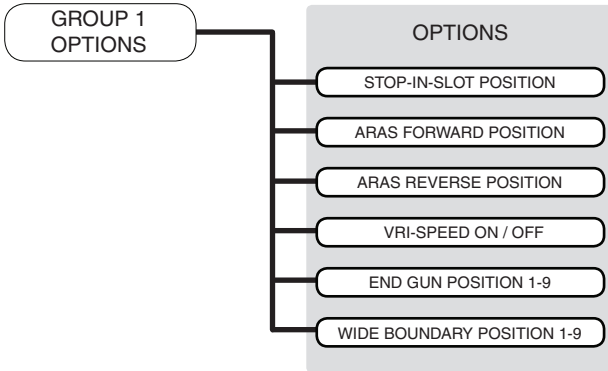 GROUP 1
OPTIONS
OPTIONS
STOP-IN-SLOT POSITION
ARAS FORWARD POSITION
ARAS REVERSE POSITION
VRI-SPEED ON / OFF
END GUN POSITION 1-9
WIDE BOUNDARY POSITION 1-9